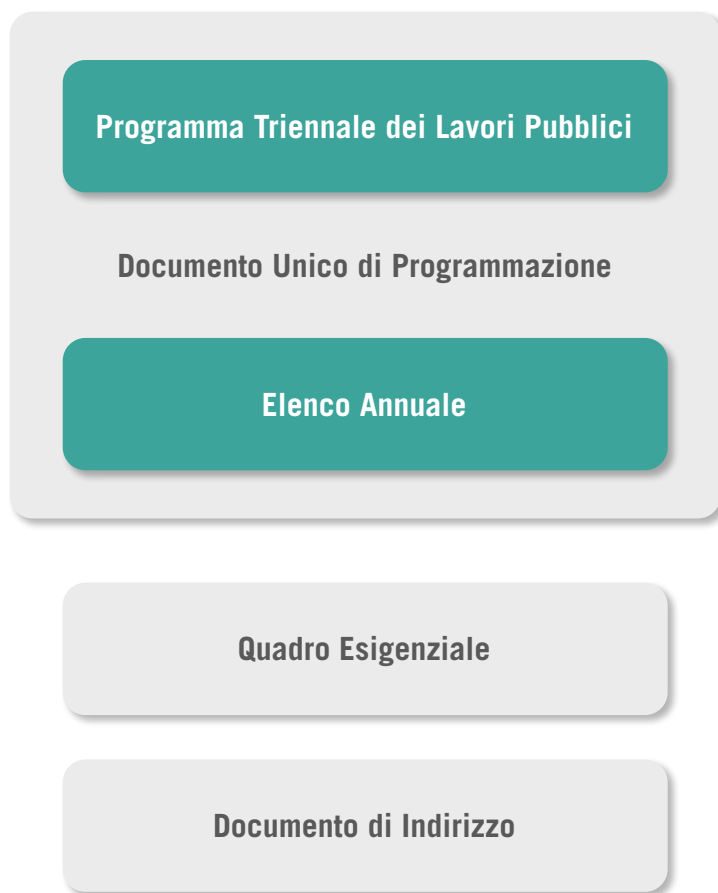 Programma Triennale dei Lavori Pubblici
Documento Unico di Programmazione
Elenco Annuale
Quadro Esigenziale
Documento di Indirizzo